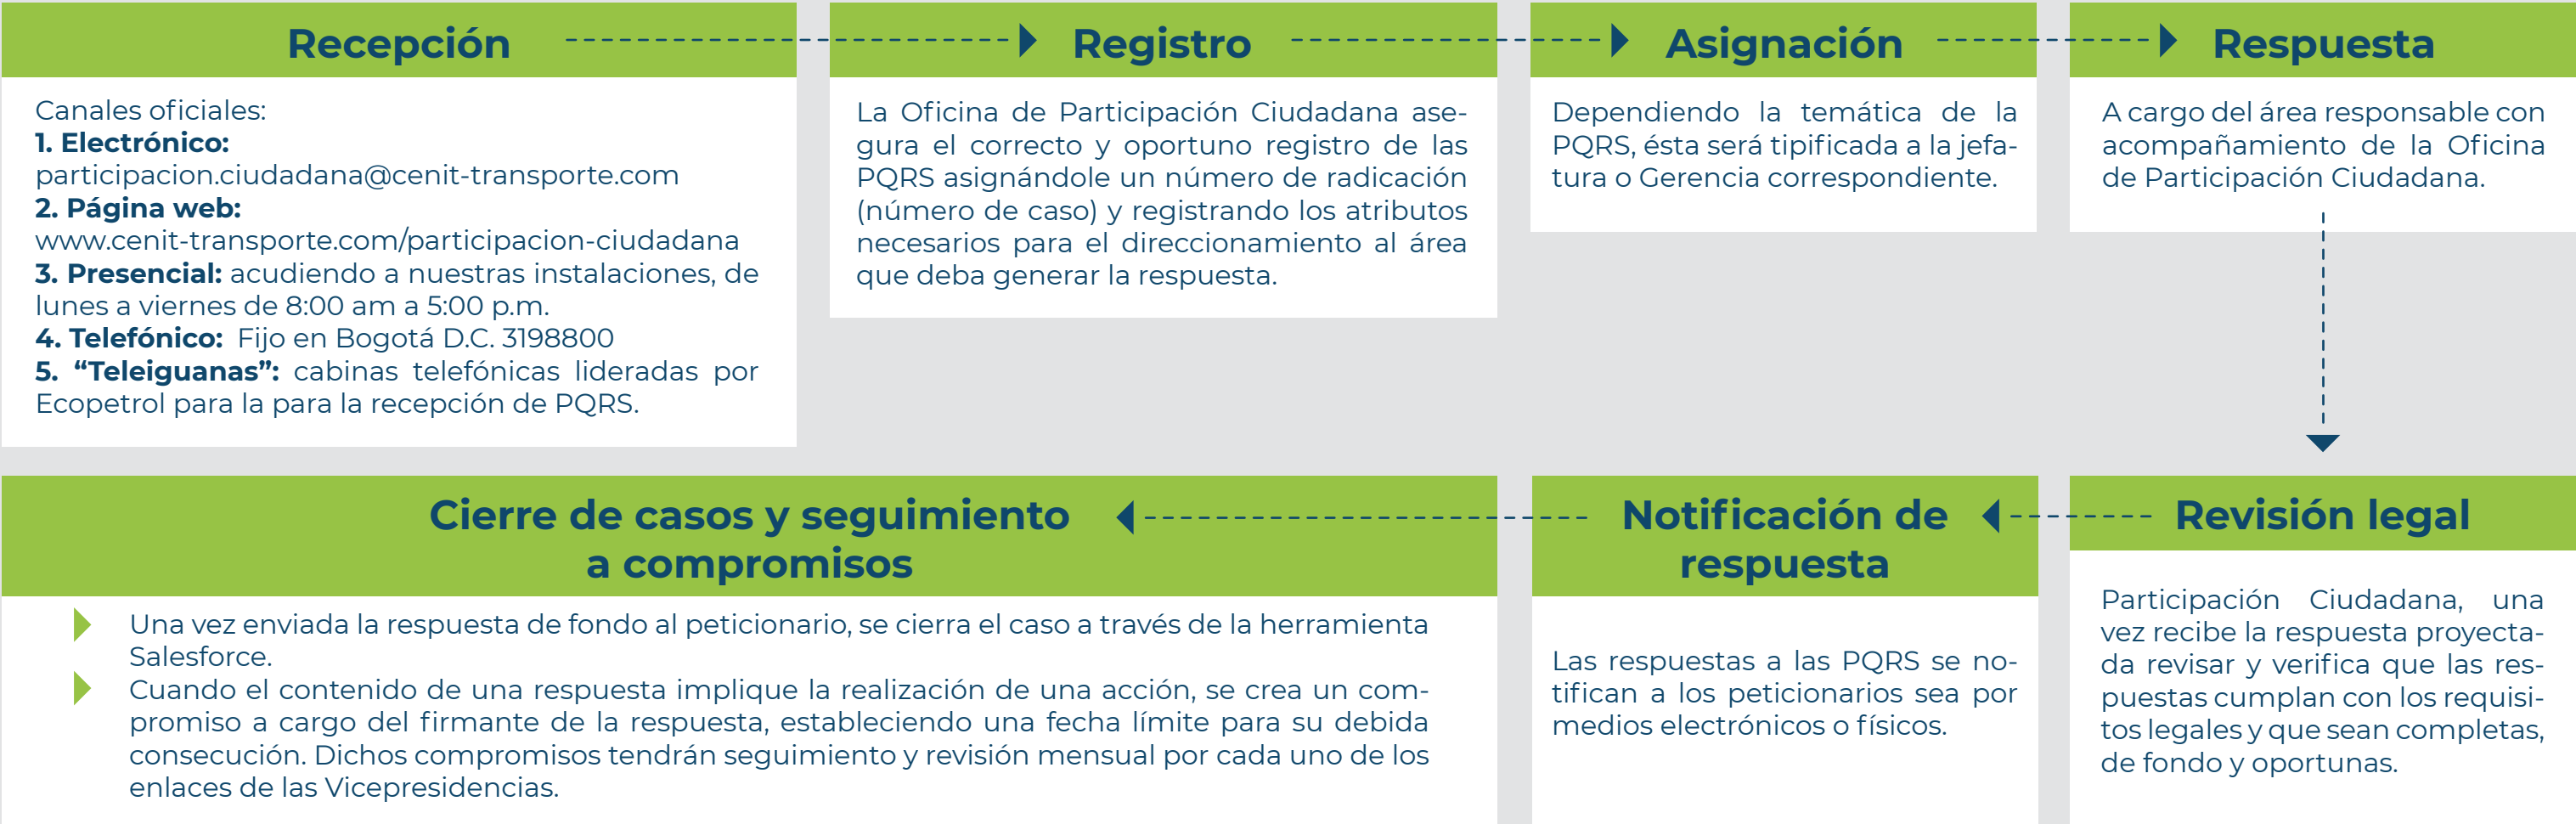 Recepción
Canales oficiales:
1. Electrónico:
participacion.ciudadana@cenit-transporte.com
2. Página web:
www.cenit-transporte.com/participacion-ciudadana
3. Presencial: acudiendo a nuestras instalaciones, de
lunes a viernes de 8:00 am a 5:00 p.m.
4. Telefónico: Fijo en Bogotá D.C. 3198800
5. “Teleiguanas”: cabinas telefónicas lideradas por
Ecopetrol para la para la recepción de PQRS.
Registro
La Oficina de Participación Ciudadana ase-
gura el correcto y oportuno registro de las
PQRS asignándole un número de radicación
(número de caso) y registrando los atributos
necesarios para el direccionamiento al área
que deba generar la respuesta.
Asignación
Dependiendo la temática de la
PQRS, ésta será tipificada a la jefa-
tura o Gerencia correspondiente.
Respuesta
A cargo del área responsable con
acompañamiento de la Oficina
de Participación Ciudadana.
Revisión legal
Participación Ciudadana, una
vez recibe la respuesta proyecta-
da revisar y verifica que las res-
puestas cumplan con los requisi-
tos legales y que sean completas,
de fondo y oportunas.
Notificación de
respuesta
Las respuestas a las PQRS se no-
tifican a los peticionarios sea por
medios electrónicos o físicos.
Cierre de casos y seguimiento
a compromisos
Una vez enviada la respuesta de fondo al peticionario, se cierra el caso a través de la herramienta
Salesforce.
Cuando el contenido de una respuesta implique la realización de una acción, se crea un com-
promiso a cargo del firmante de la respuesta, estableciendo una fecha límite para su debida
consecución. Dichos compromisos tendrán seguimiento y revisión mensual por cada uno de los
enlaces de las Vicepresidencias.